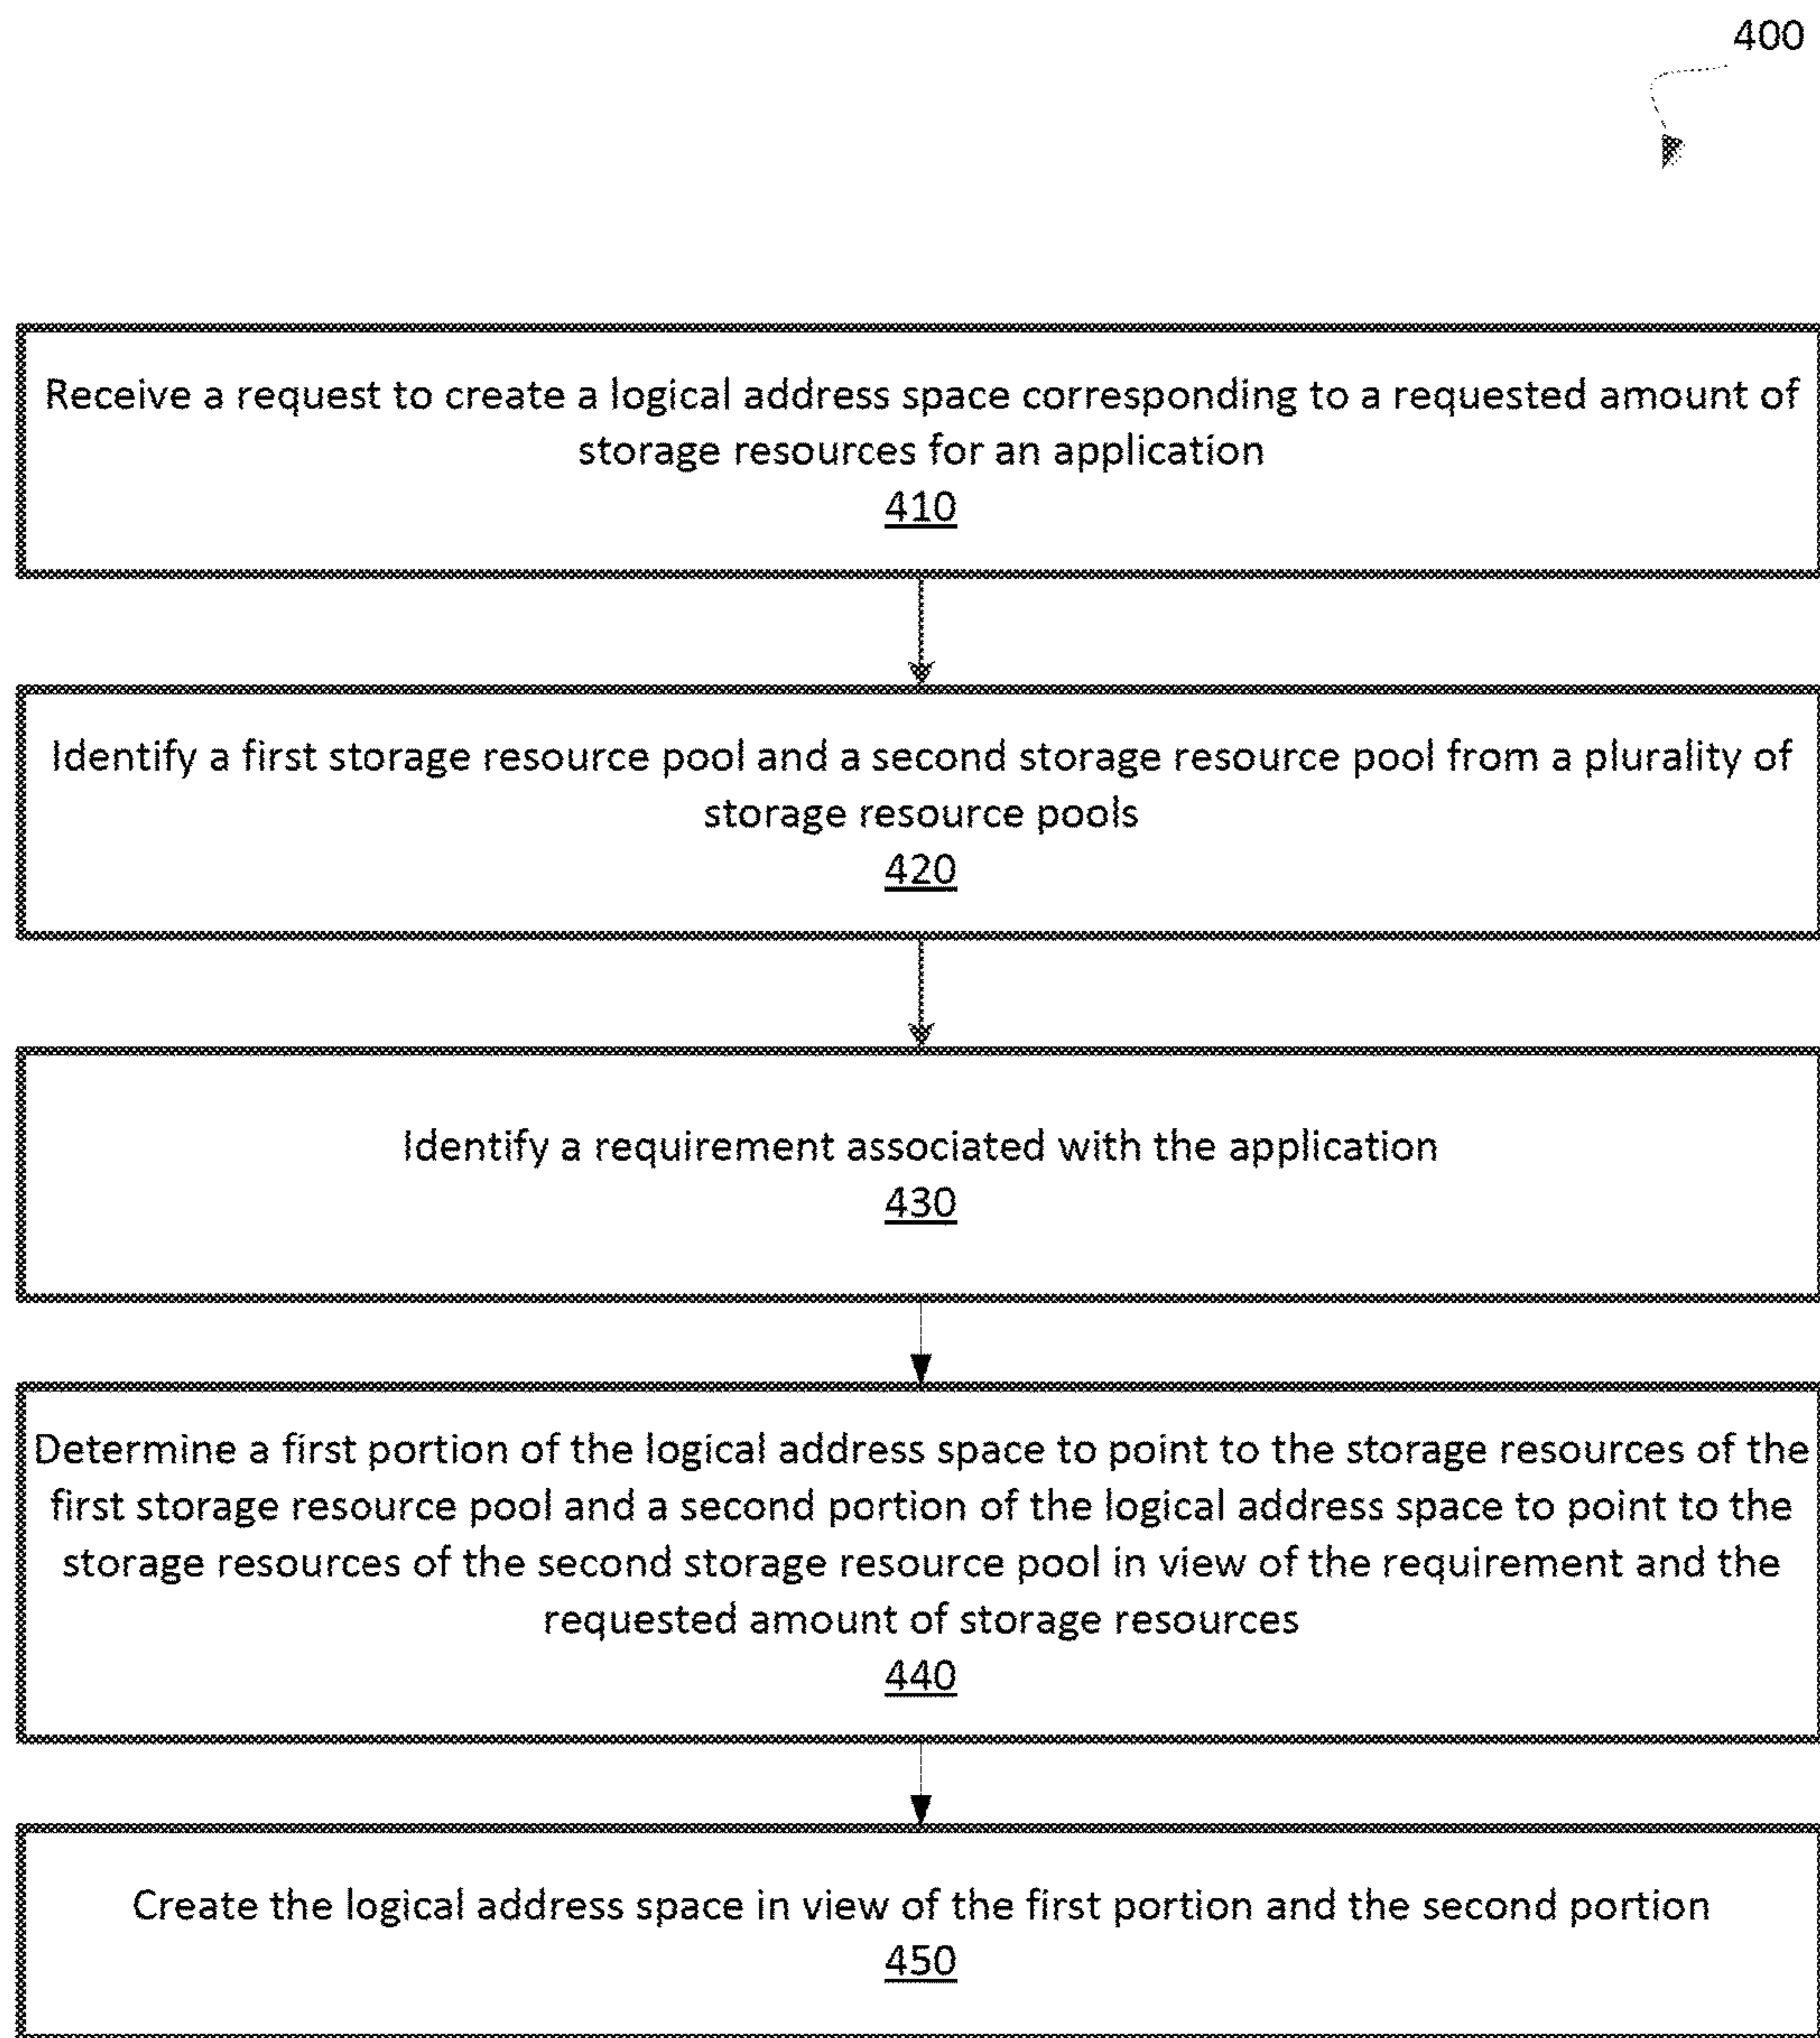 400
Receive a request to create a logical address space corresponding to a requested amount of
storage resources for an application
410
Identify a first storage resource pool and a second storage resource pool from a plurality of
storage resource pools
420
Identify a requirement associated with the application
430
Determine a first portion of the logical address space to point to the storage resources of the
first storage resource pool and a second portion of the logical address space to point to the
storage resources of the second storage resource pool in view of the requirement and the
requested amount of storage resources
440
Create the logical address space in view of the first portion and the second portion
450